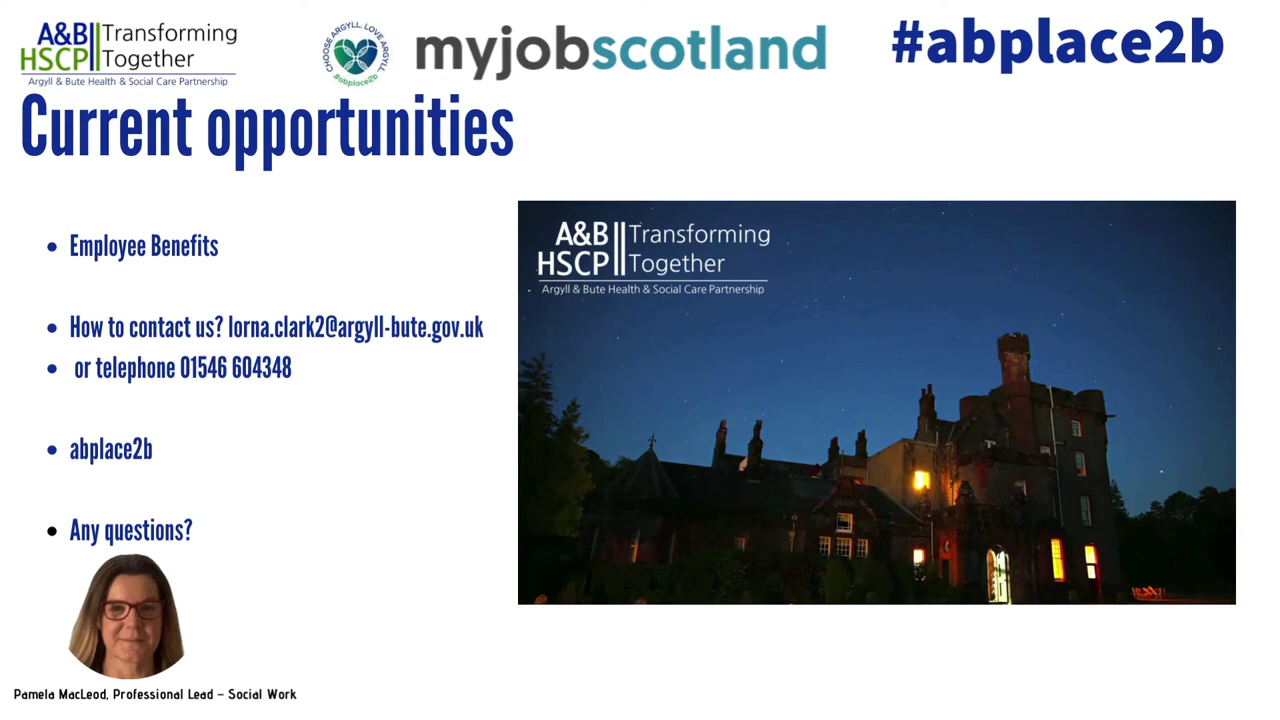 A&B Transforming
HSCP Together
Argyll & Bute Health & Social Care Partnership
CHOOSE ARGYLL. LOVE ARGYLL.
#abplace2b
myjobscotland
#abplace2b
Current opportunities
• Employee Benefits
• How to contact us? lorna.clark2@argyll-bute.gov.uk
• or telephone 01546 604348
• abplace2b
• Any questions?
A&B Transforming
HSCP Together
Argyll & Bute Health & Social Care Partnership
Pamela MacLeod, Professional Lead – Social Work